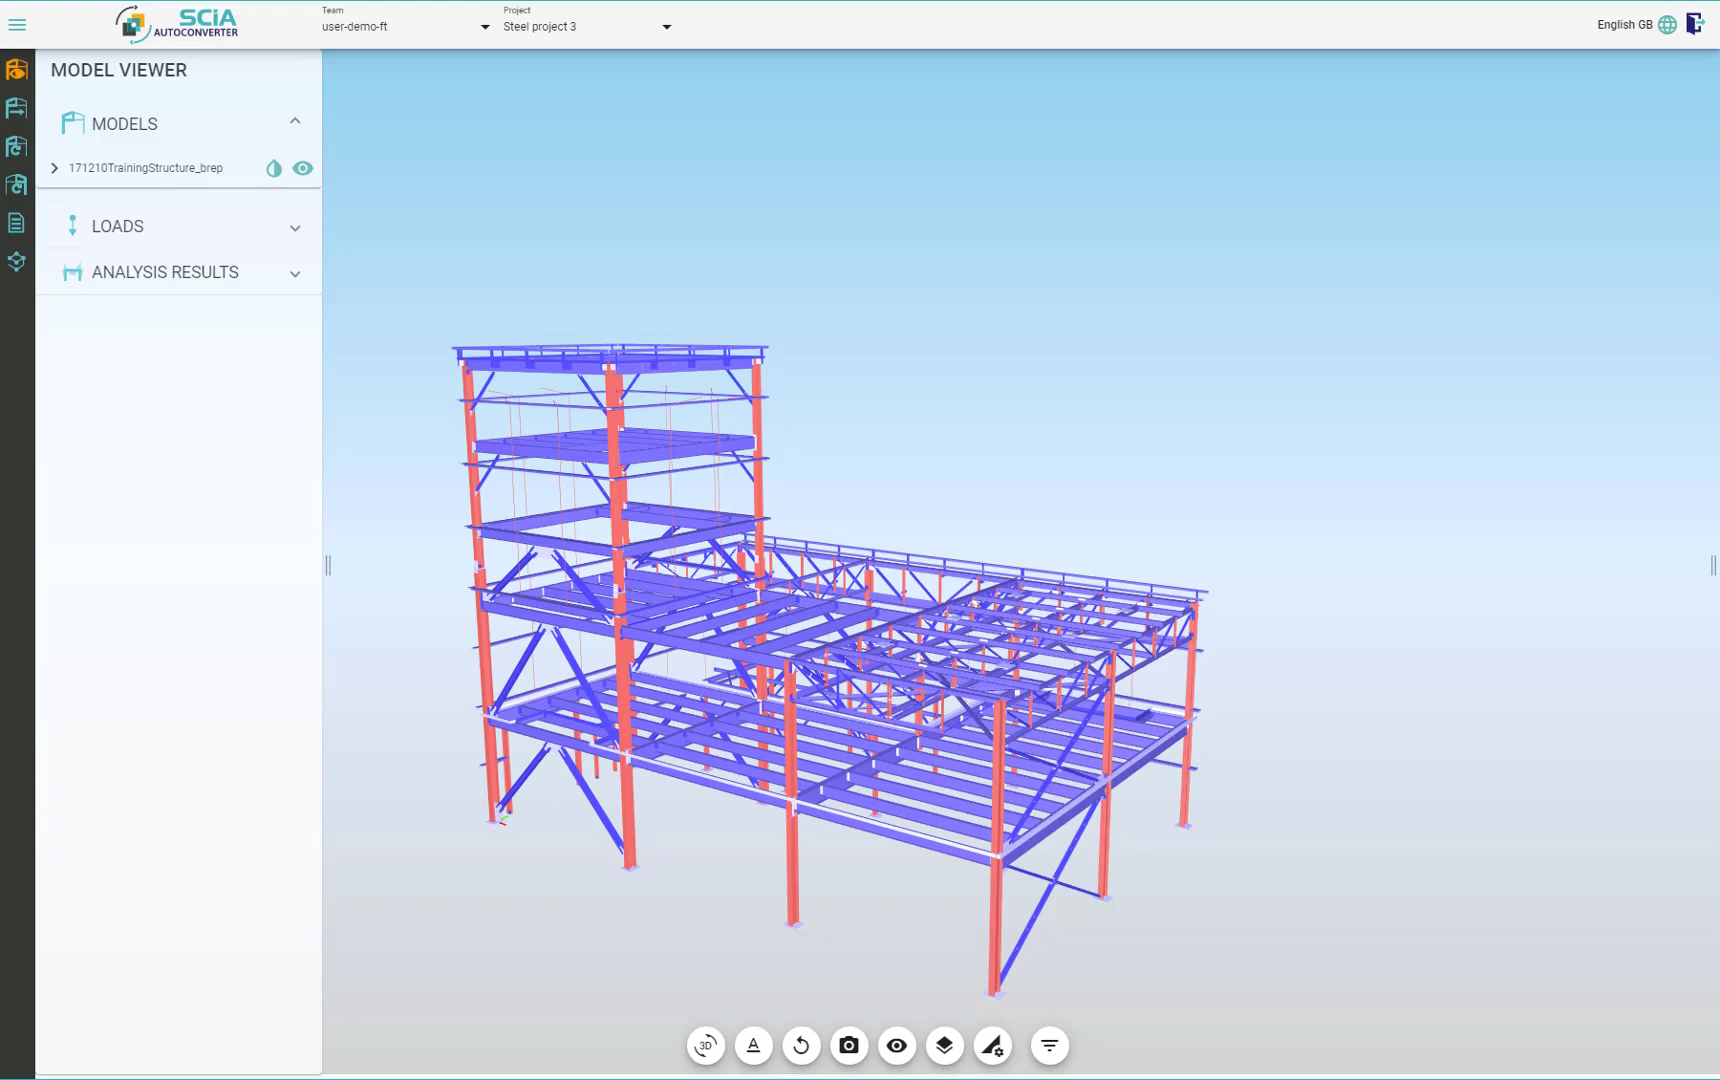 SCiA
AUTOCONVERTER
Team
user-demo-ft
Project
Steel project 3
English GB
MODEL VIEWER
MODELS
171210TrainingStructure_brep
LOADS
ANALYSIS RESULTS
3D
A